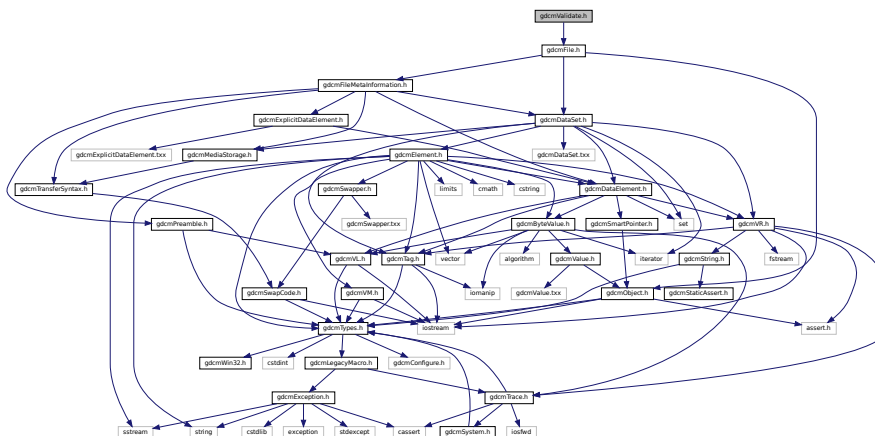 gdcmValidate.h
gdcmFile.h
gdcmFileMetaInformation.h
gdcmExplicitDataElement.h
gdcmDataSet.h
gdcmExplicitDataElement.txx
gdcmMediaStorage.h
gdcmElement.h
gdcmDataSet.txx
gdcmTransferSyntax.h
gdcmSwapper.h
limits
cmath
cstring
gdcmDataElement.h
gdcmPreamble.h
gdcmSwapper.txx
gdcmByteValue.h
gdcmSmartPointer.h
set
gdcmVR.h
gdcmVL.h
gdcmTag.h
vector
algorithm
gdcmValue.h
iterator
gdcmString.h
fstream
gdcmSwapCode.h
gdcmVM.h
iomanip
gdcmValue.txx
gdcmObject.h
gdcmStaticAssert.h
gdcmTypes.h
iostream
assert.h
gdcmWin32.h
cstdint
gdcmLegacyMacro.h
gdcmConfigure.h
gdcmException.h
gdcmTrace.h
sstream
string
cstdlib
exception
stdexcept
cassert
gdcmSystem.h
iosfwd